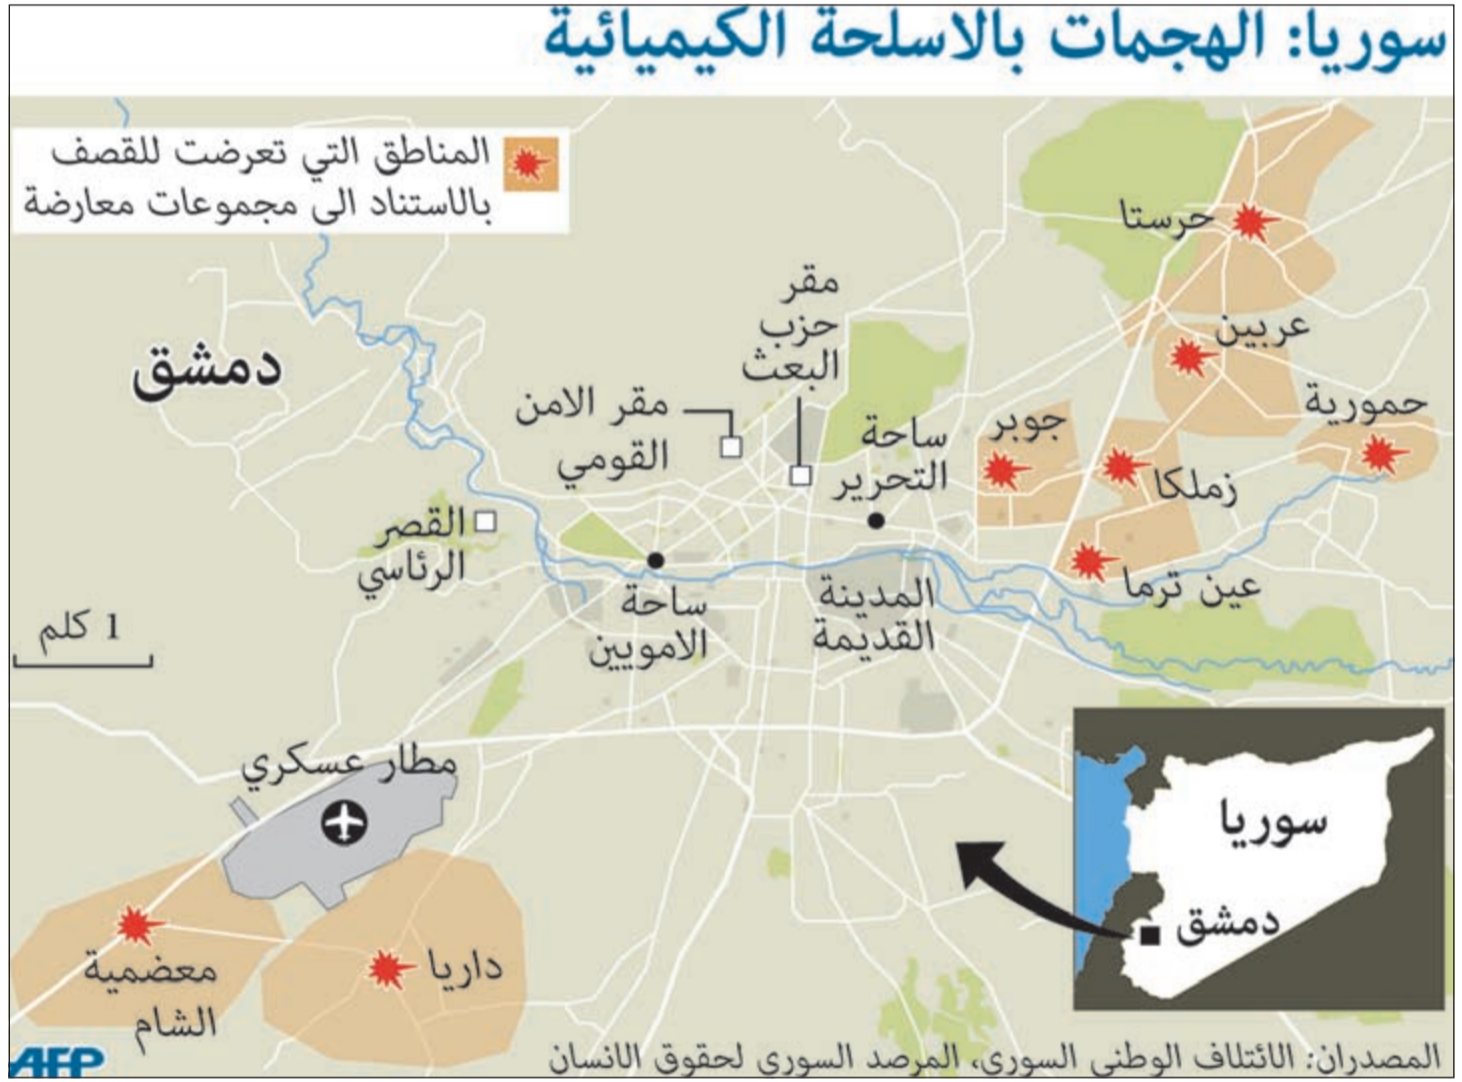 سوريا: الهجمات بالاسلحة الكيميائية
المناطق التي تعرضت للقصف
بالاستناد الى مجموعات معارضة
حرستا
عربين
حمورية
جوبر
زملكا
عين ترما
مقر
حزب
البعث
مقر الامن
القومي
ساحة
التحرير
دمشق
القصر
الرئاسي
ساحة
الامويين
المدينة
القديمة
1 كلم
مطار عسكري
معضمية
الشام
داريا
سوريا
دمشق
المصدران: الائتلاف الوطني السوري، المرصد السوري لحقوق الانسان
AFP